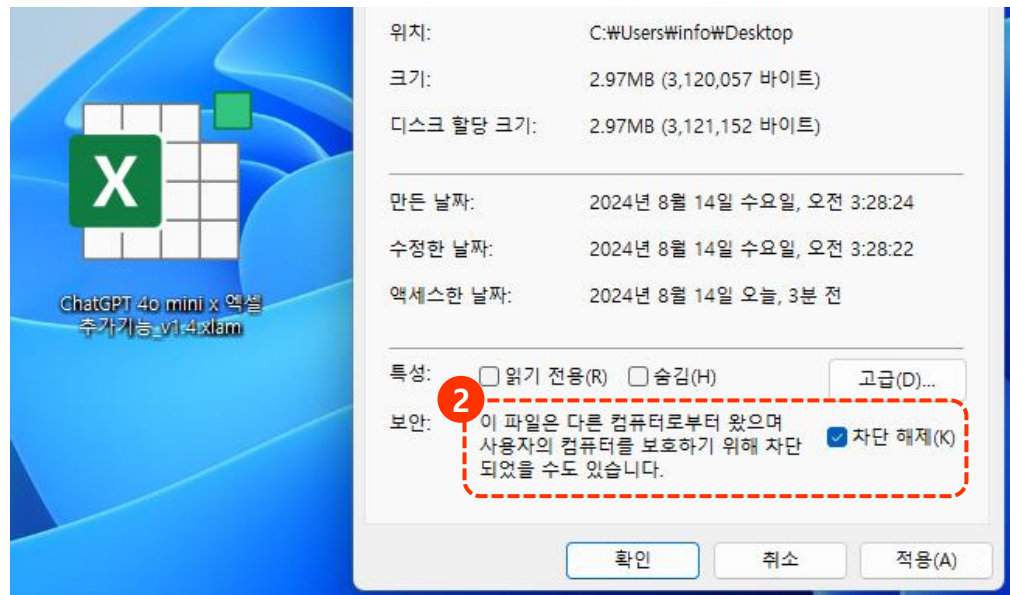 위치: C:₩Users₩info₩Desktop
크기: 2.97MB (3,120,057 바이트)
디스크 할당 크기: 2.97MB (3,121,152 바이트)
만든 날짜: 2024년 8월 14일 수요일, 오전 3:28:24
수정한 날짜: 2024년 8월 14일 수요일, 오전 3:28:22
액세스한 날짜: 2024년 8월 14일 오늘, 3분 전
X
ChatGPT 4o mini x 엑셀
추가기능_v1.4.xlam
특성: 읽기 전용(R) 숨김(H) 고급(D)...
2
보안: 이 파일은 다른 컴퓨터로부터 왔으며
사용자의 컴퓨터를 보호하기 위해 차단
되었을 수도 있습니다.
차단 해제(K)
확인 취소 적용(A)